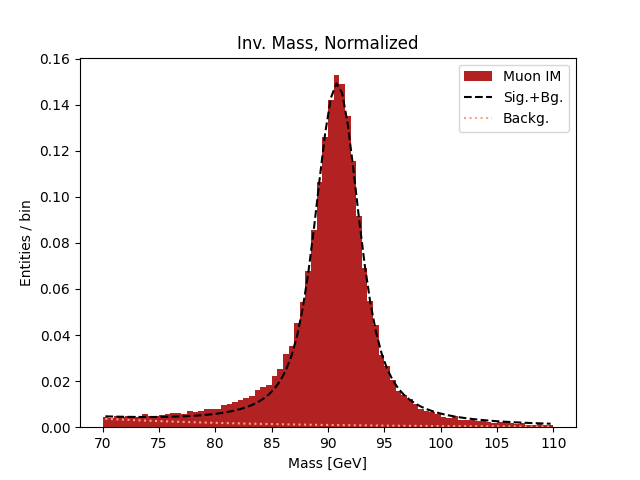 Inv. Mass, Normalized
0.16
0.14
0.12
0.10
0.08
0.06
0.04
0.02
0.00
Entities / bin
Muon IM
Sig.+Bg.
Backg.
70 75 80 85 90 95 100 105 110
Mass [GeV]